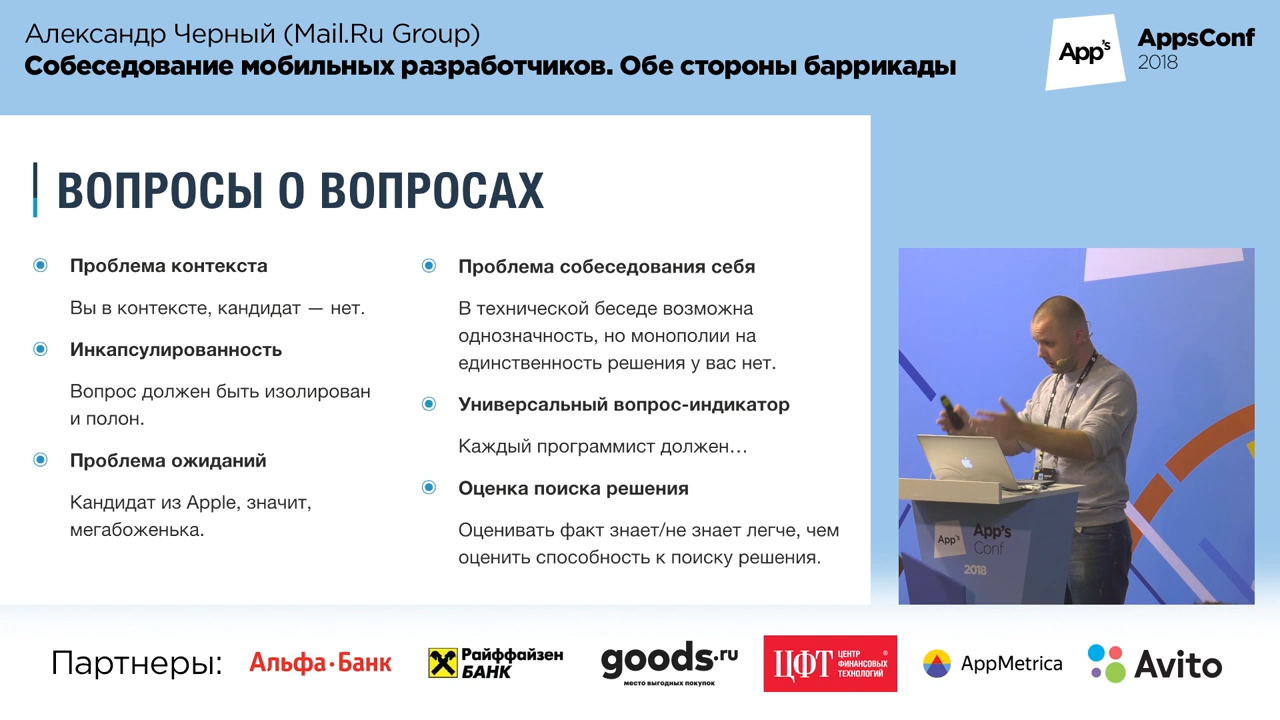 Александр Черный (Mail.Ru Group)
Собеседование мобильных разработчиков. Обе стороны баррикады
App's
AppsConf
2018
ВОПРОСЫ О ВОПРОСАХ
Проблема контекста
Вы в контексте, кандидат — нет.
Инкапсулированность
Вопрос должен быть изолирован
и полон.
Проблема ожиданий
Кандидат из Apple, значит,
мегабоженька.
Проблема собеседования себя
В технической беседе возможна
однозначность, но монополии на
единственность решения у вас нет.
Универсальный вопрос-индикатор
Каждый программист должен...
Оценка поиска решения
Оценивать факт знает/не знает легче, чем
оценить способность к поиску решения.
App's
App's
Conf
2018
Партнеры:
Альфа·Банк
Райффайзен
БАНК
goods.ru
место выгодных покупок
ЦФТ
ЦЕНТР
ФИНАНСОВЫХ
ТЕХНОЛОГИЙ
®
AppMetrica
Avito